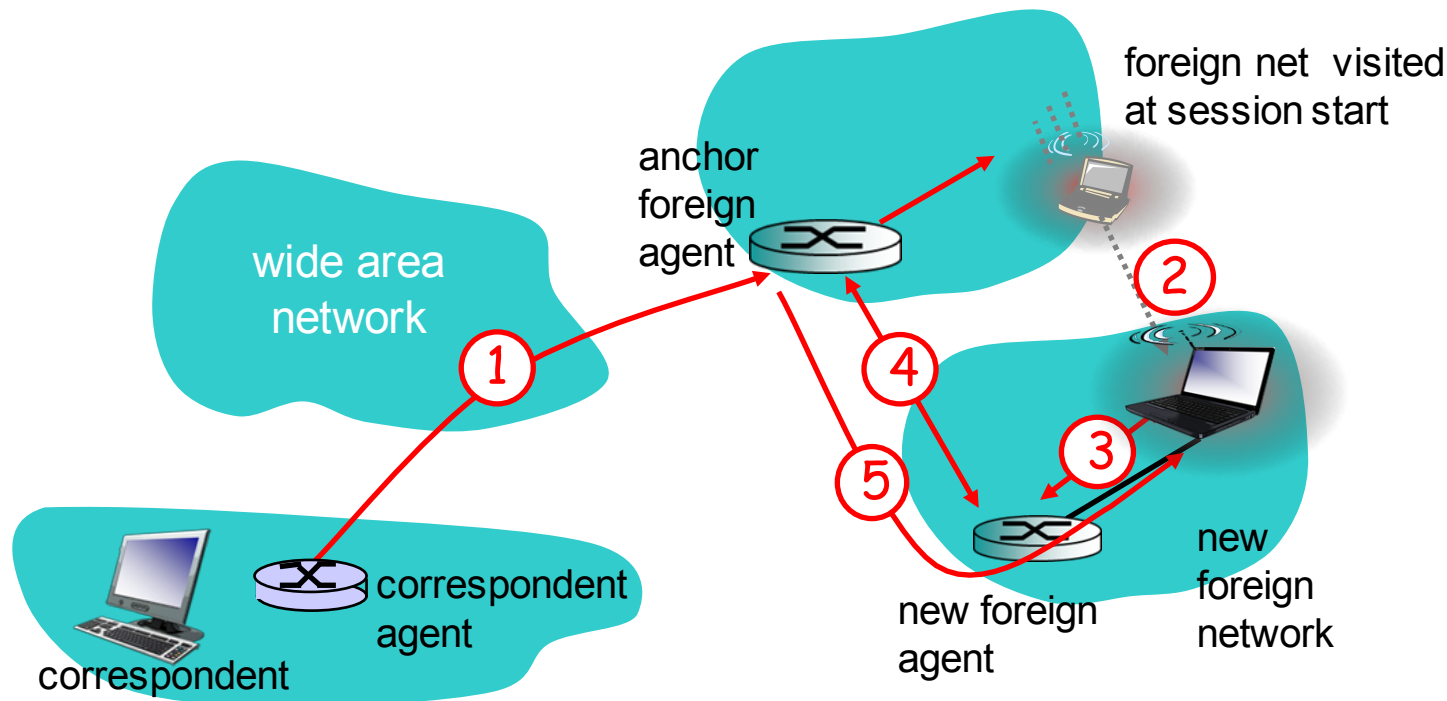 foreign net visited
at session start
anchor
foreign
agent
wide area
network
2
1
4
3
5
correspondent
agent
correspondent
new foreign
agent
new
foreign
network